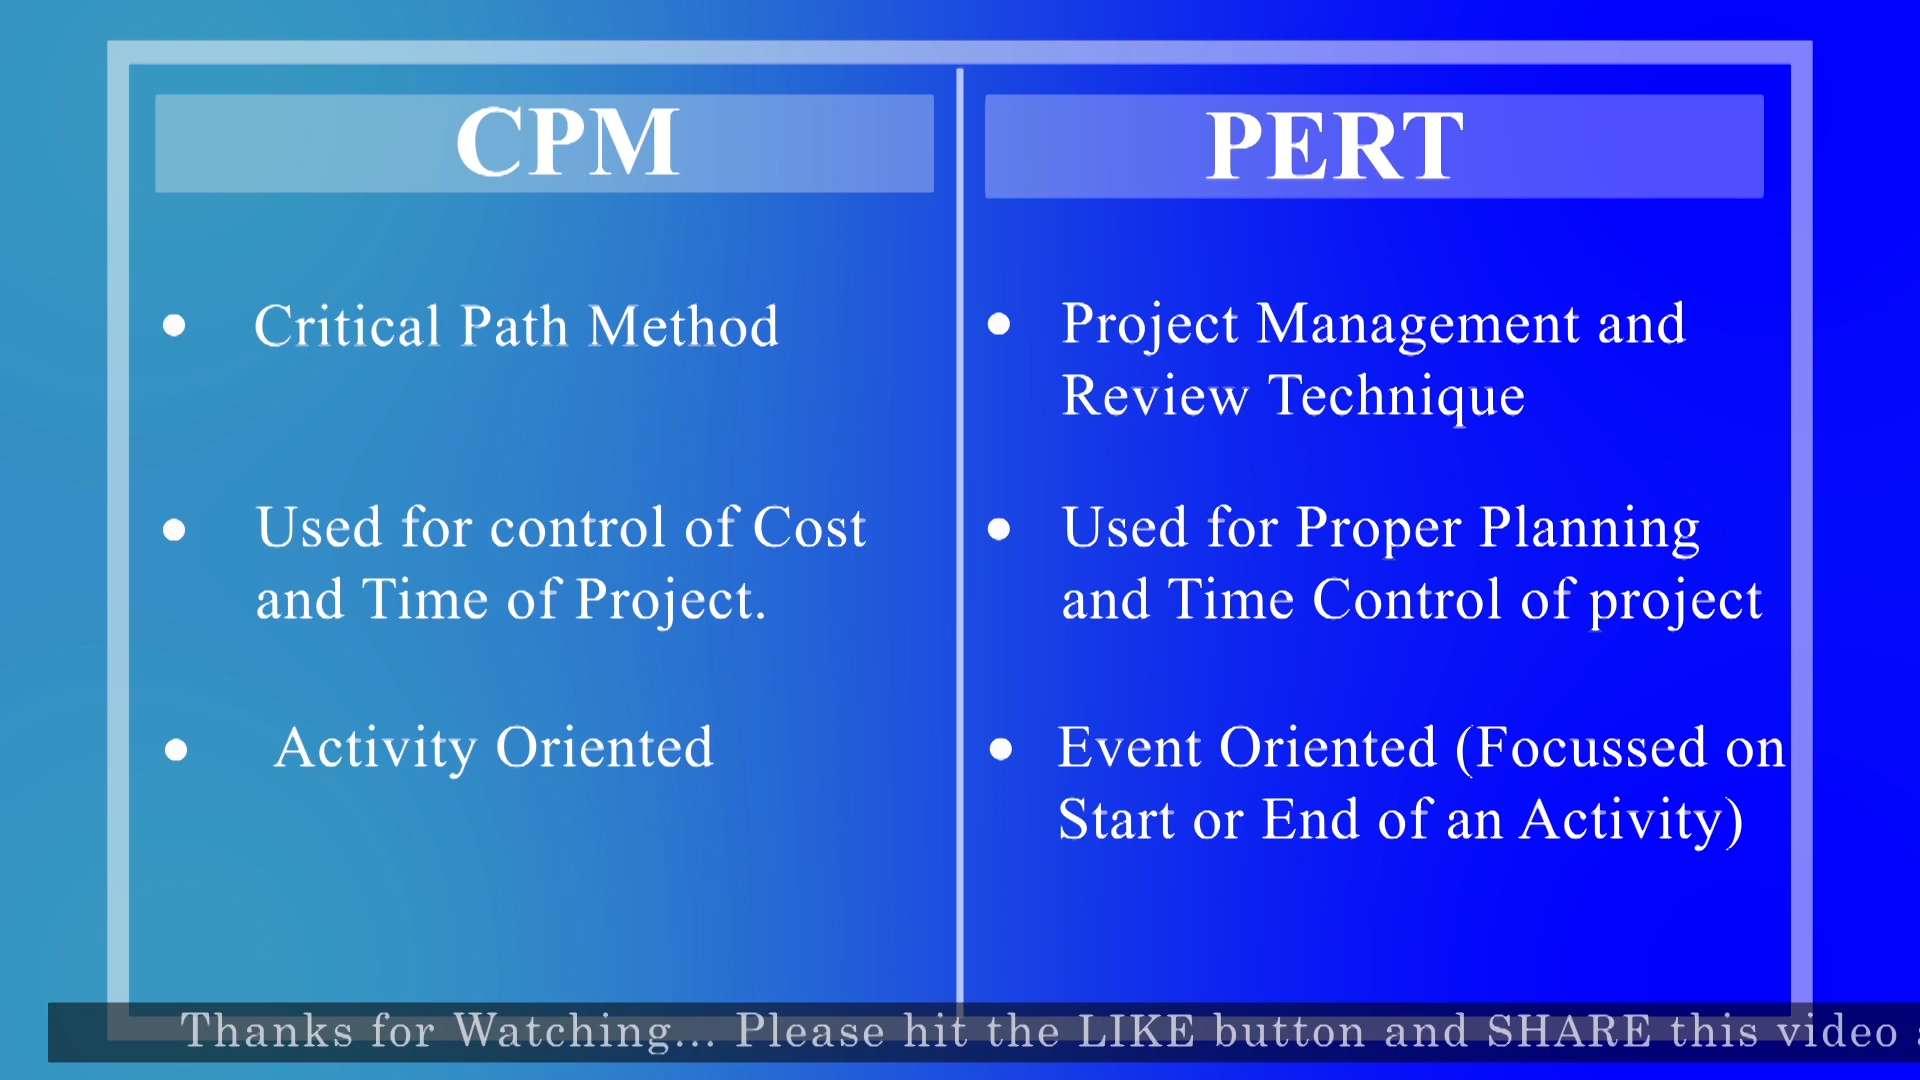 CPM
Critical Path Method
Used for control of Cost
and Time of Project.
Activity Oriented
PERT
Project Management and
Review Technique
Used for Proper Planning
and Time Control of project
Event Oriented (Focussed on
Start or End of an Activity)
Thanks for Watching... Please hit the LIKE button and SHARE this video